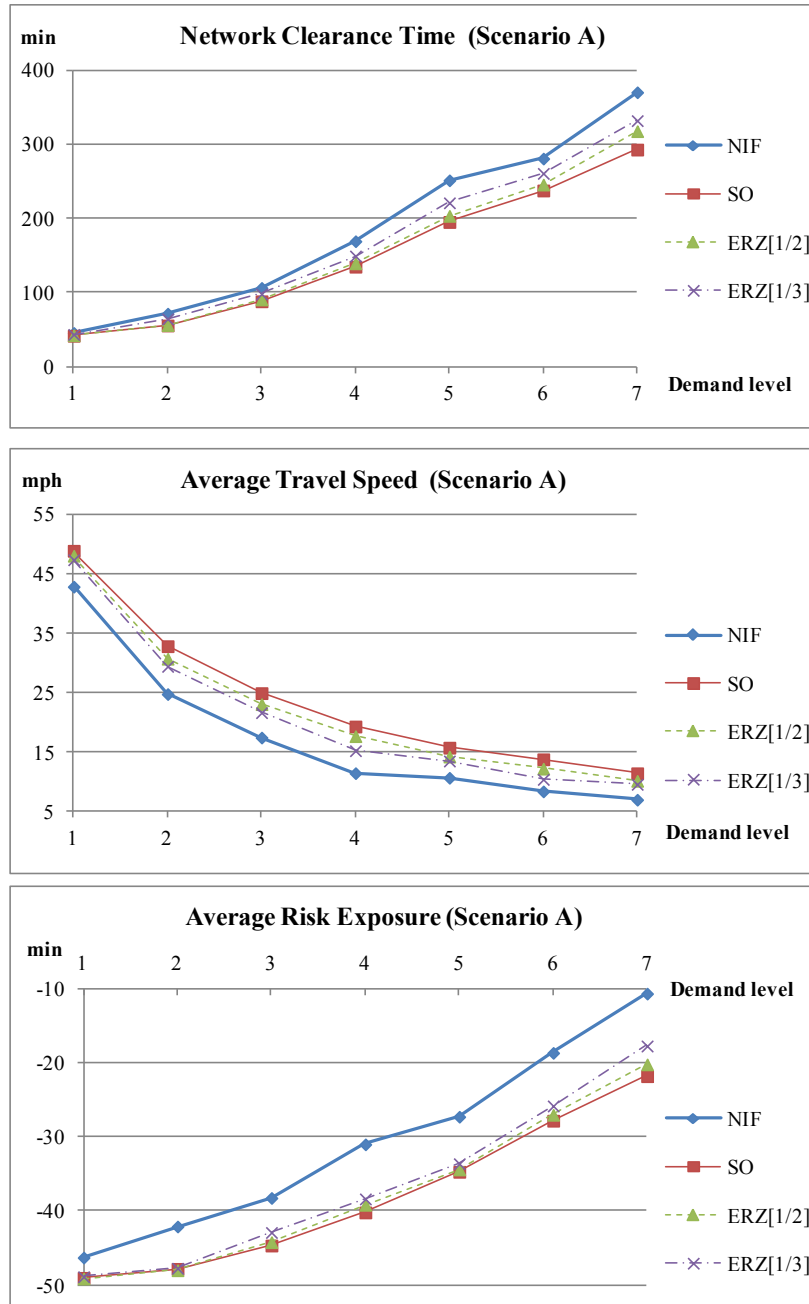 Network Clearance Time (Scenario A)
min
400
300
200
100
0
1 2 3 4 5 6 7
Demand level
NIF
SO
ERZ[1/2]
ERZ[1/3]
Average Travel Speed (Scenario A)
mph
55
45
35
25
15
5
1 2 3 4 5 6 7
Demand level
NIF
SO
ERZ[1/2]
ERZ[1/3]
Average Risk Exposure (Scenario A)
min
1 2 3 4 5 6 7
Demand level
-10
-20
-30
-40
-50
NIF
SO
ERZ[1/2]
ERZ[1/3]